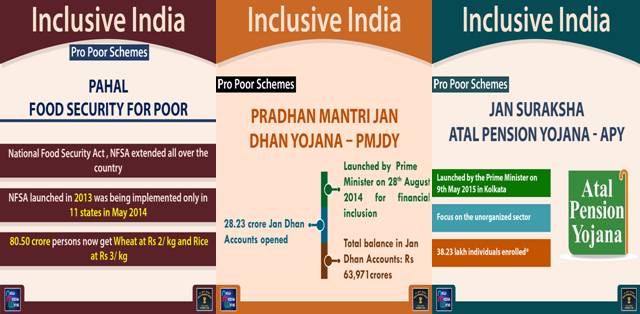 Inclusive India
Pro Poor Schemes
PAHAL
FOOD SECURITY FOR POOR
National Food Security Act , NFSA extended all over the
country
NFSA launched in 2013 was being implemented only in
11 states in May 2014
80.50 crore persons now get Wheat at Rs 2/ kg and Rice
at Rs 3/ kg
Inclusive India
Pro Poor Schemes
PRADHAN MANTRI JAN
DHAN YOJANA – PMJDY
Launched by Prime
Minister on 28th August
2014 for financial
inclusion
28.23 crore Jan Dhan
Accounts opened
Total balance in Jan
Dhan Accounts: Rs
63,971crores
Inclusive India
Pro Poor Schemes
JAN SURAKSHA
ATAL PENSION YOJANA - APY
Launched by the Prime Minister on
9th May 2015 in Kolkata
Focus on the unorganized sector
38.23 lakh individuals enrolled*
Atal
Pension
Yojana